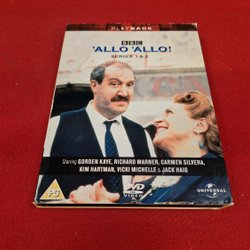 PLAYBACK
BBC
'ALLO 'ALLO!
SERIES 1 & 2
Starring GORDEN KAYE, RICHARD MARNER, CARMEN SILVERA,
KIM HARTMAN, VICKI MICHELLE & JACK HAIG
PG
DVD
VIDEO
UNIVERSAL